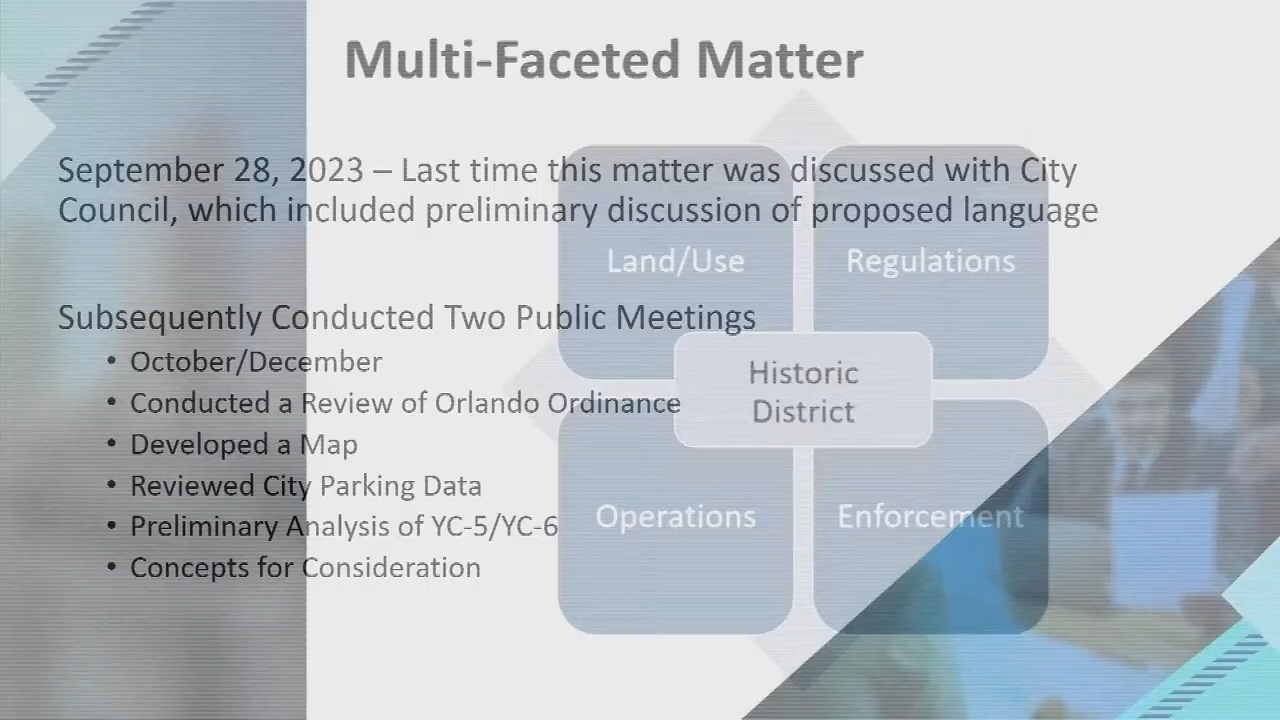 Multi-Faceted Matter
September 28, 2023 – Last time this matter was discussed with City
Council, which included preliminary discussion of proposed language
Land/Use
Regulations
Subsequently Conducted Two Public Meetings
• October/December
• Conducted a Review of Orlando Ordinance
• Developed a Map
• Reviewed City Parking Data
• Preliminary Analysis of YC-5/YC-6
• Concepts for Consideration
Historic
District
Operations
Enforcement